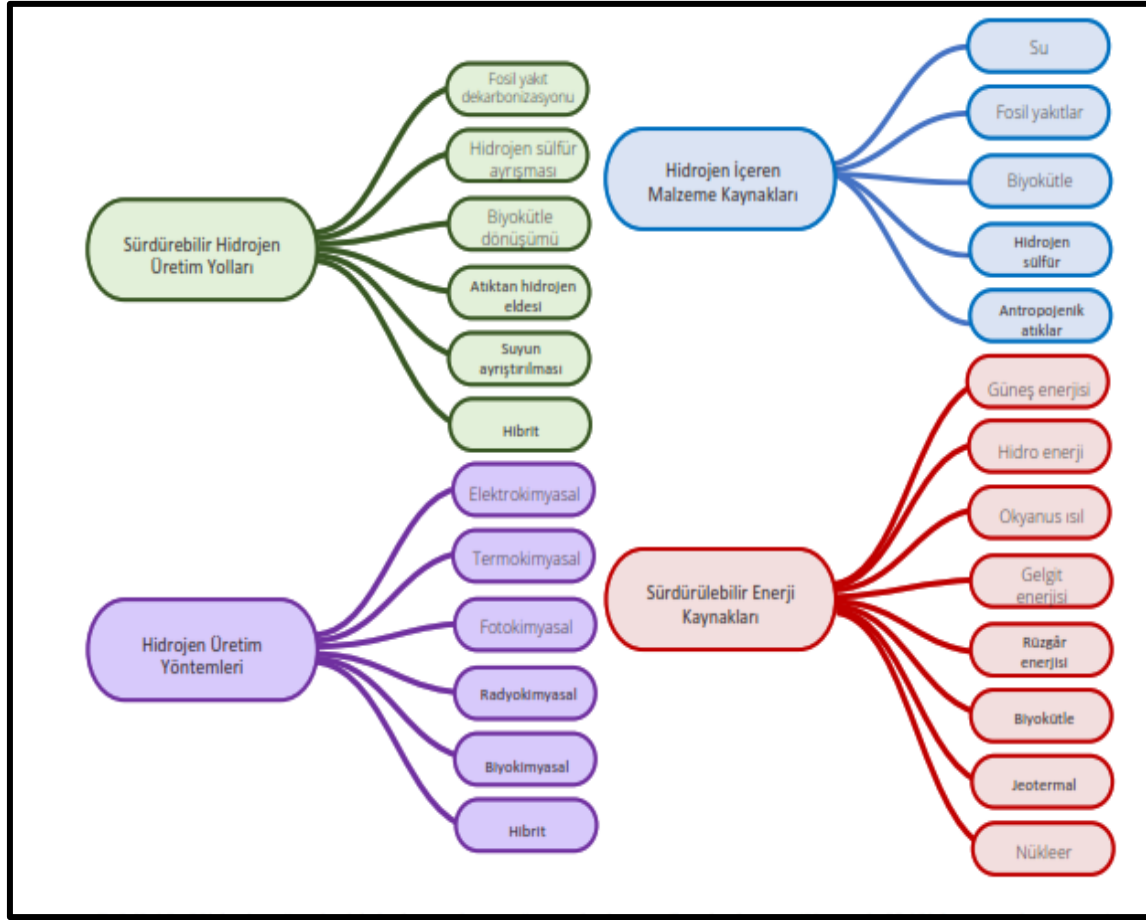 Sürdürebilir Hidrojen
Üretim Yolları
Fosil yakıt
dekarbonizasyonu
Hidrojen sülfür
ayrışması
Biyokütle
dönüşümü
Atıktan hidrojen
eldesi
Suyun
ayrıştırılması
Hibrit
Hidrojen İçeren
Malzeme Kaynakları
Su
Fosil yakıtlar
Biyokütle
Hidrojen
sülfür
Antropojenik
atıklar
Hidrojen Üretim
Yöntemleri
Elektrokimyasal
Termokimyasal
Fotokimyasal
Radyokimyasal
Biyokimyasal
Hibrit
Sürdürülebilir Enerji
Kaynakları
Güneş enerjisi
Hidro enerji
Okyanus ısıl
Gelgit
enerjisi
Rüzgâr
enerjisi
Biyokütle
Jeotermal
Nükleer